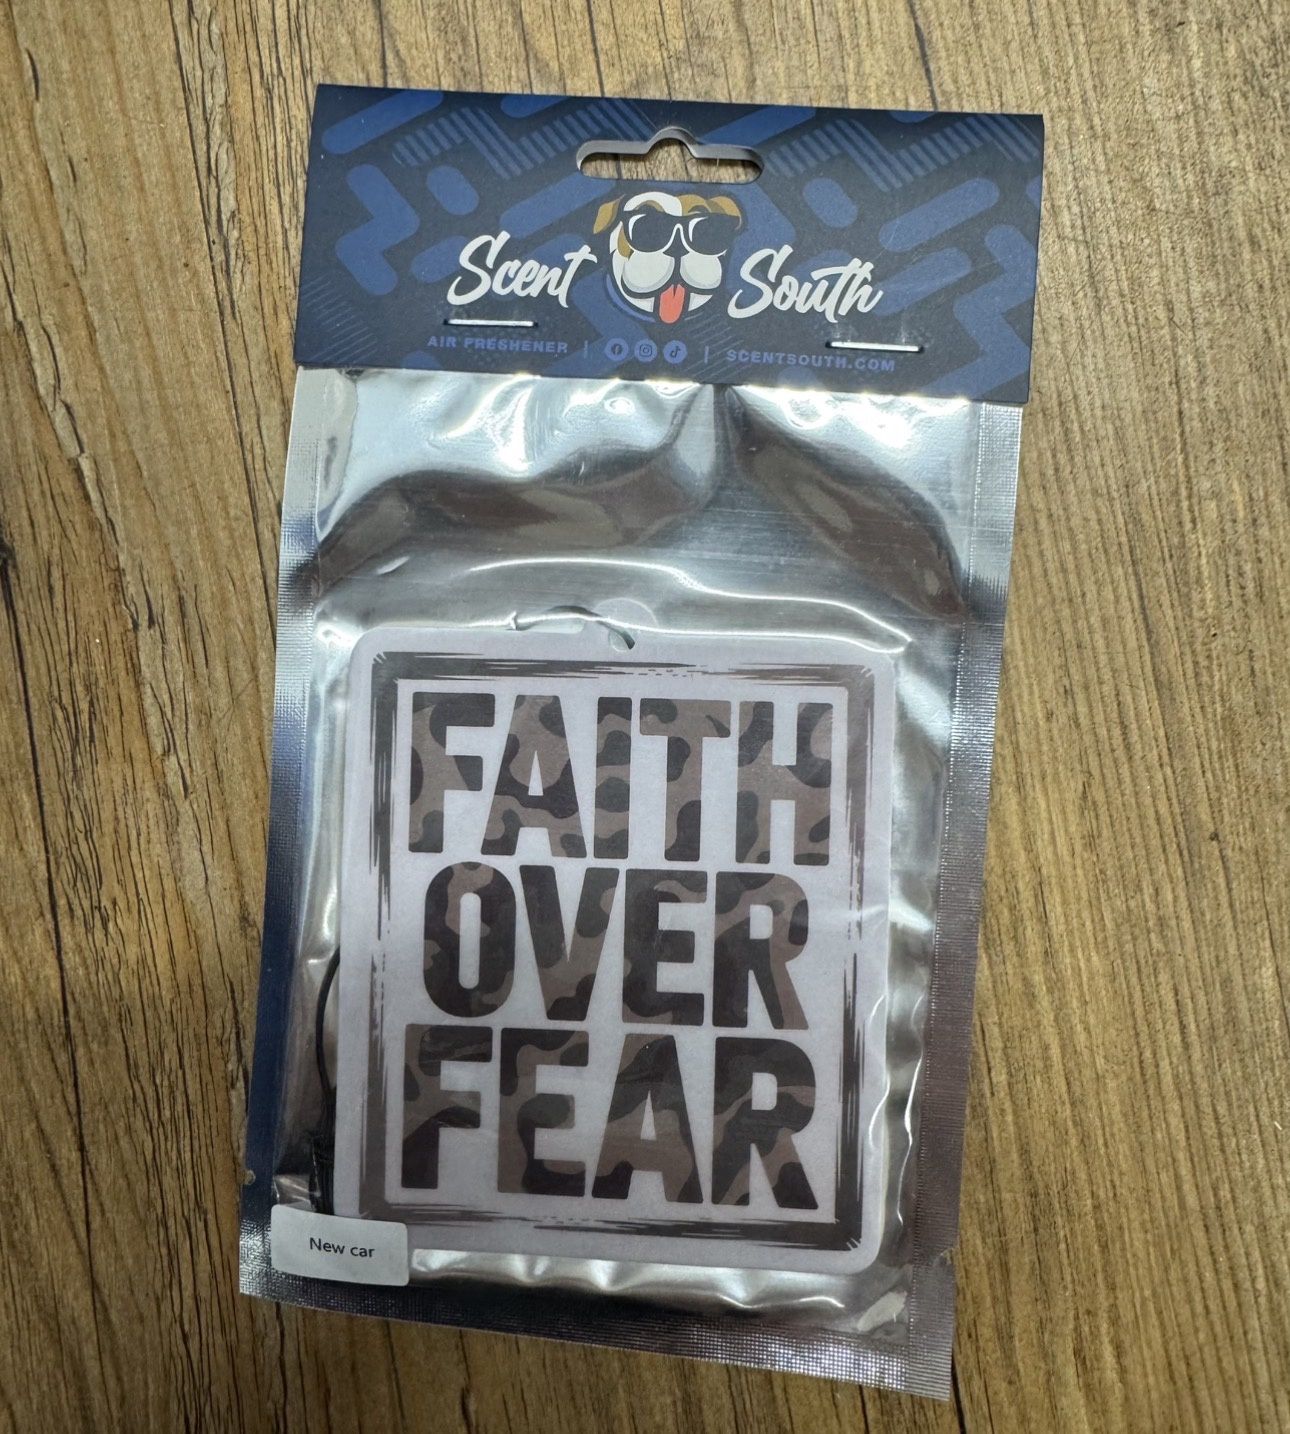 Scent South
AIR FRESHENER | | SCENTSOUTH.COM
FAITH
OVER
FEAR
New car